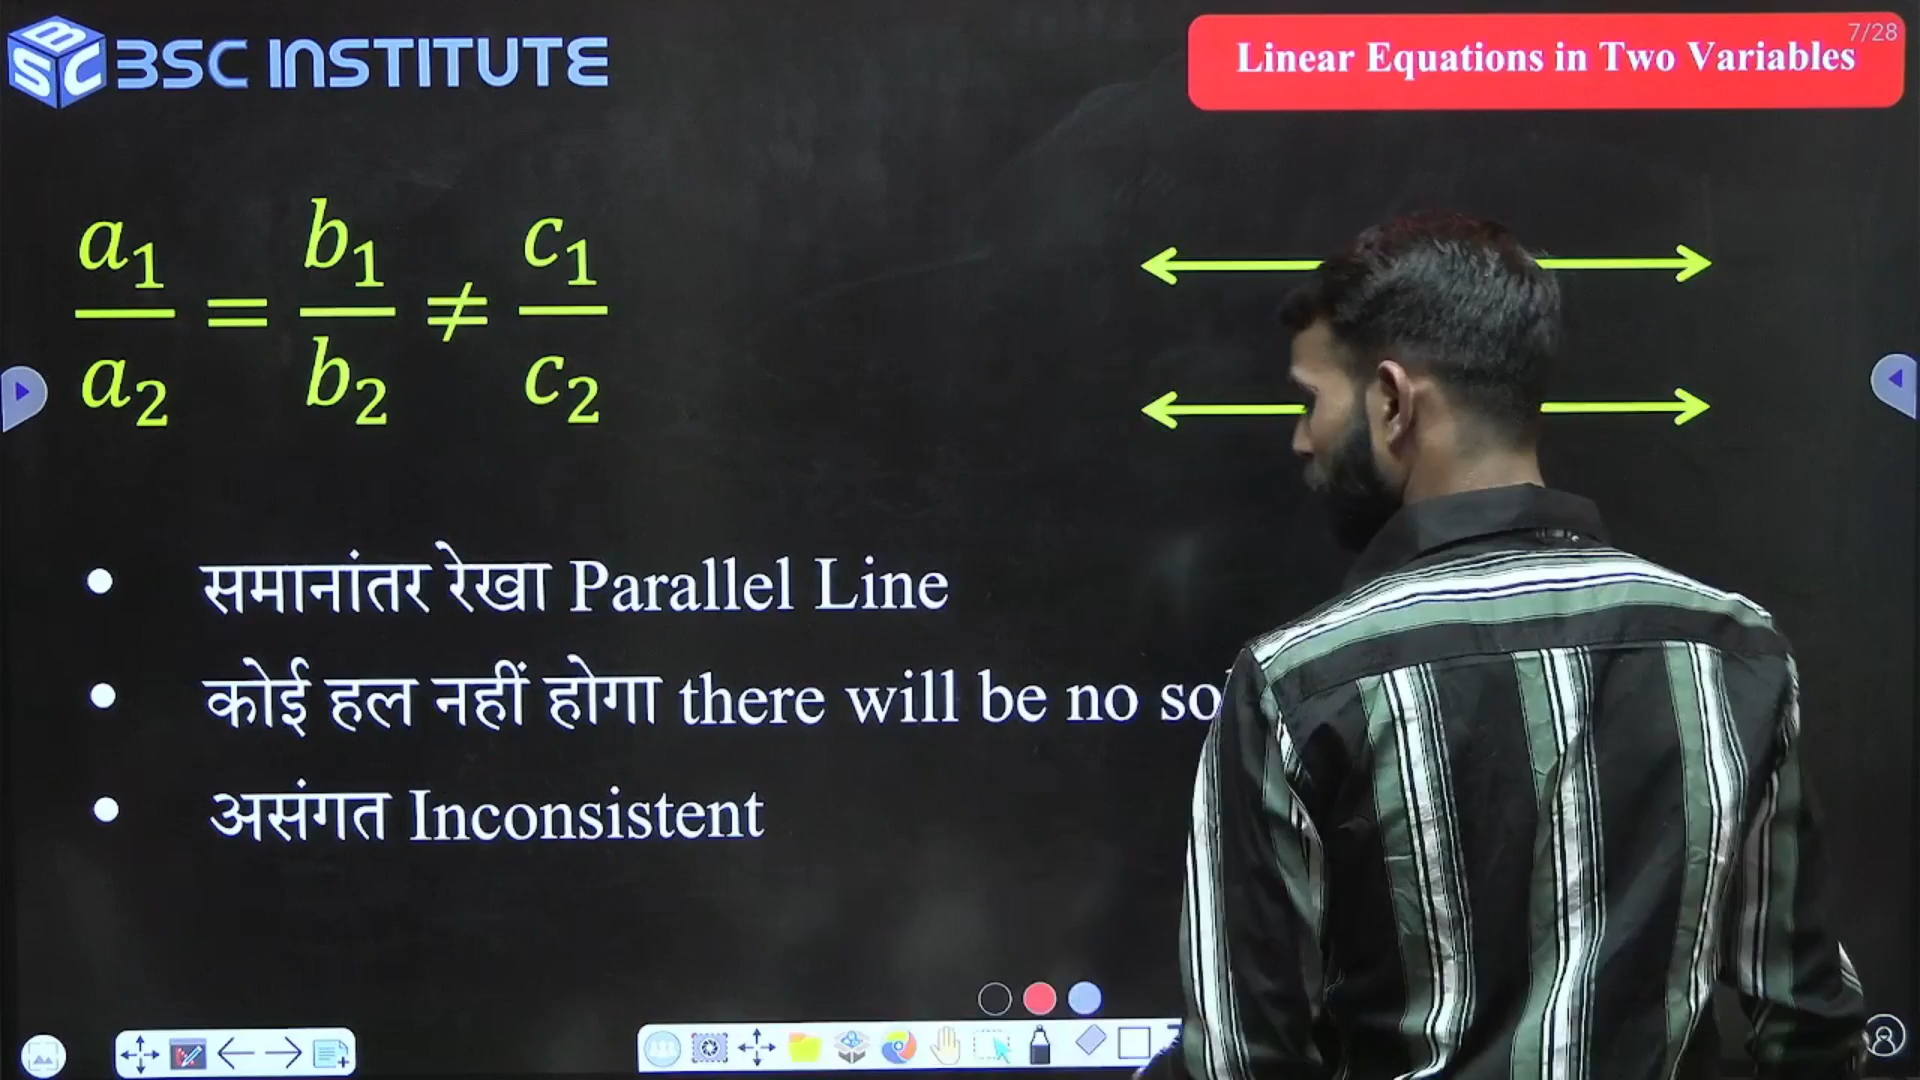 BSC INSTITUTE
7/28
Linear Equations in Two Variables
a₁/a₂ = b₁/b₂ ≠ c₁/c₂
• समानांतर रेखा Parallel Line
• कोई हल नहीं होगा there will be no
• असंगत Inconsistent